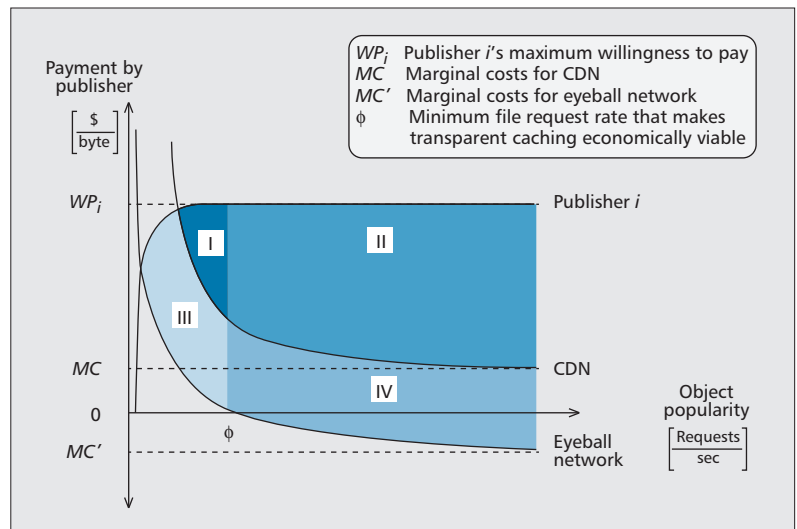 WPi Publisher i's maximum willingness to pay
MC Marginal costs for CDN
MC' Marginal costs for eyeball network
ϕ Minimum file request rate that makes
transparent caching economically viable
Payment by
publisher
[$/byte]
WPi
Publisher i
I
II
III
MC
CDN
IV
0
Object
popularity
[Requests/sec]
ϕ
MC'
Eyeball
network